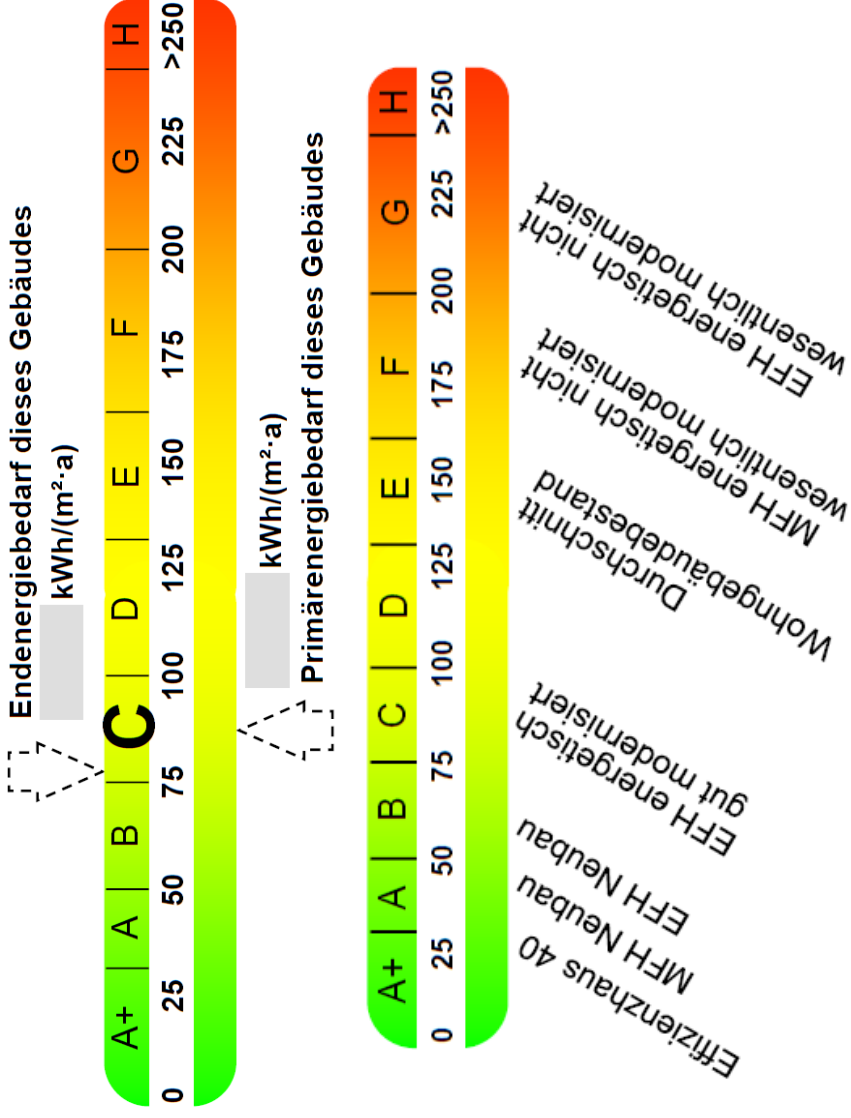 Endenergiebedarf dieses Gebäudes
kWh/(m²·a)
A+ A B C D E F G H
0 25 50 75 100 125 150 175 200 225 >250
kWh/(m²·a)
Primärenergiebedarf dieses Gebäudes
A+ A B C D E F G H
0 25 50 75 100 125 150 175 200 225 >250
Effizienzhaus 40
MFH Neubau
EFH Neubau
EFH energetisch
gut modernisiert
Durchschnitt
Wohngebäudebestand
MFH energetisch nicht
wesentlich modernisiert
EFH energetisch nicht
wesentlich modernisiert